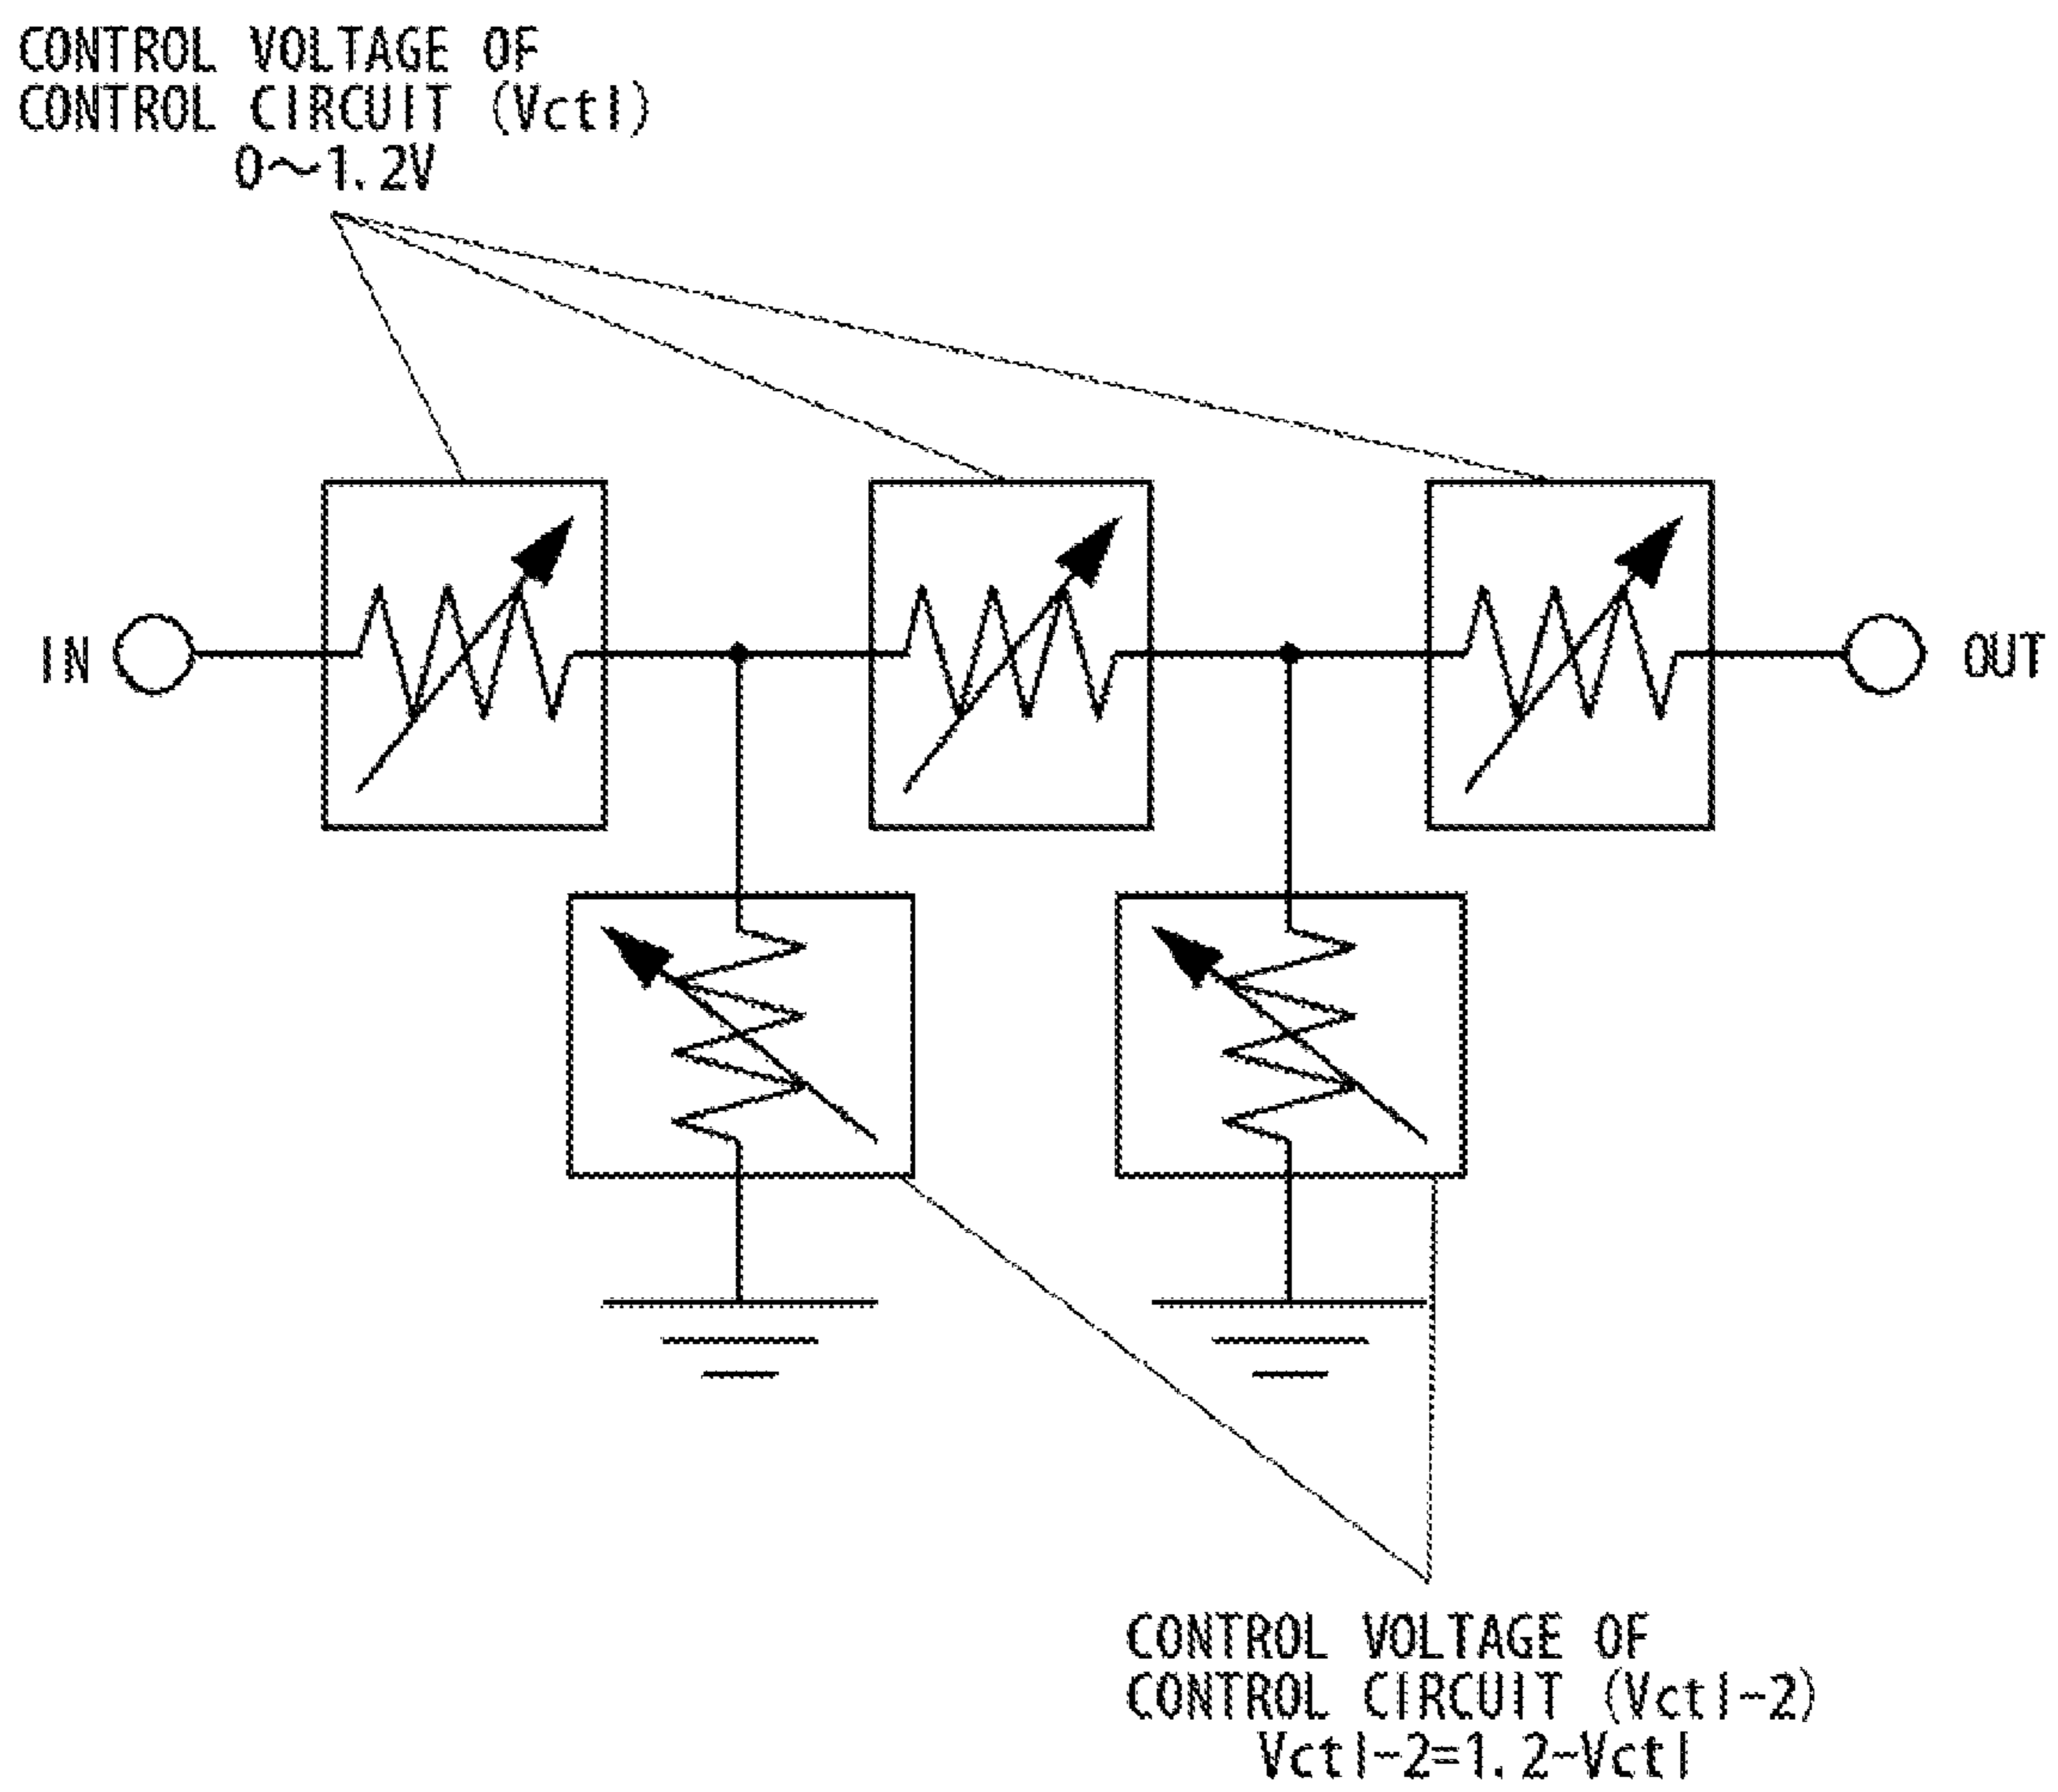 CONTROL VOLTAGE OF
CONTROL CIRCUIT (Vctl)
0～1.2V
IN
OUT
CONTROL VOLTAGE OF
CONTROL CIRCUIT (Vctl-2)
Vctl-2=1.2-Vctl